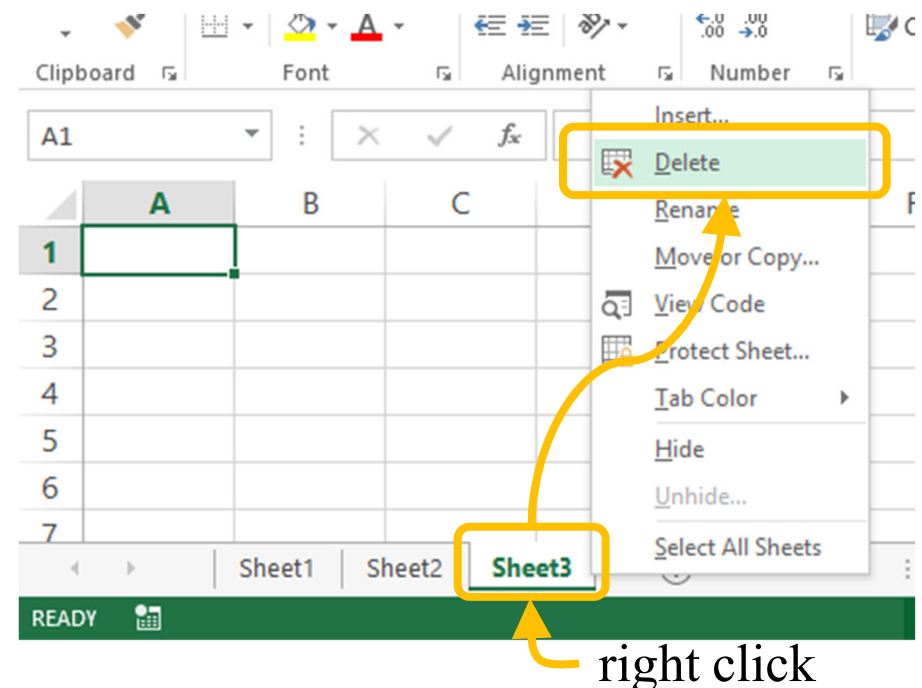 Clipboard Font Alignment Number
A1 fx Insert...
Delete
A B C Rename
1 Move or Copy...
2 View Code
3 Protect Sheet...
4 Tab Color
5 Hide
6 Unhide...
7 Select All Sheets
Sheet1 Sheet2 Sheet3
READY
right click